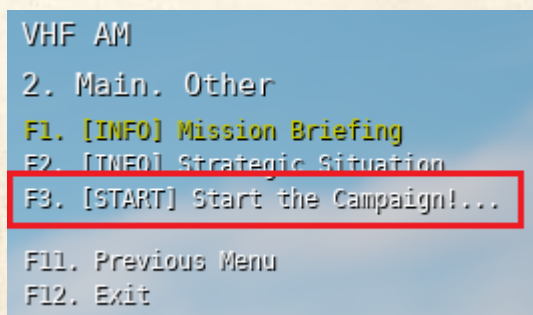 VHF AM
2. Main. Other
F1. [INFO] Mission Briefing
F2. [INFO] Strategic Situation
F3. [START] Start the Campaign!...
F11. Previous Menu
F12. Exit